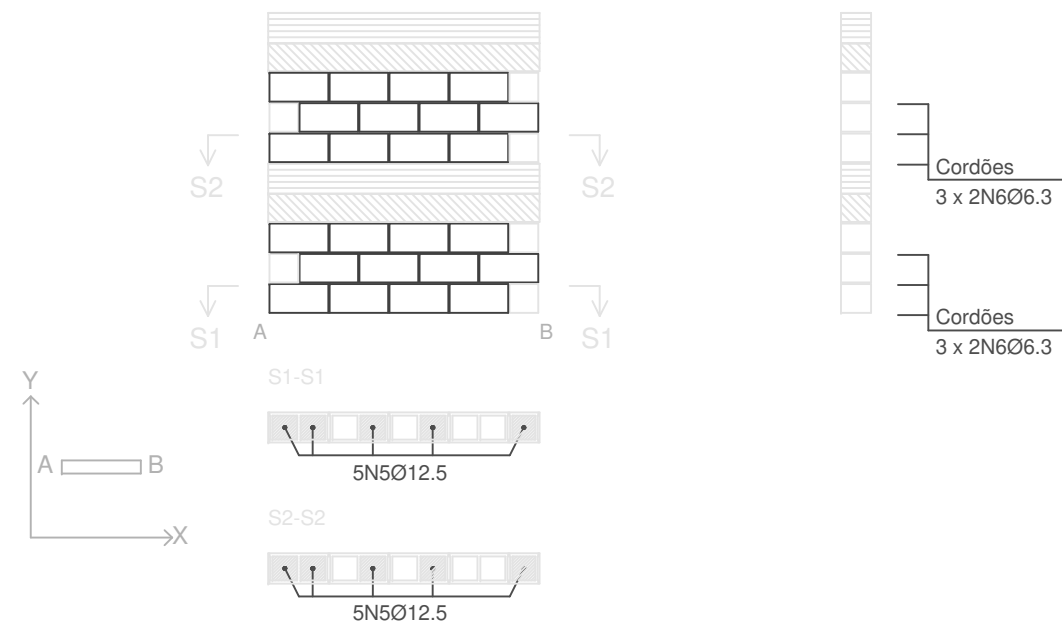 S2
S2
Cordões
3 x 2N6Ø6.3
S1
A
B
S1
Cordões
3 x 2N6Ø6.3
S1-S1
Y
A
B
X
5N5Ø12.5
S2-S2
5N5Ø12.5